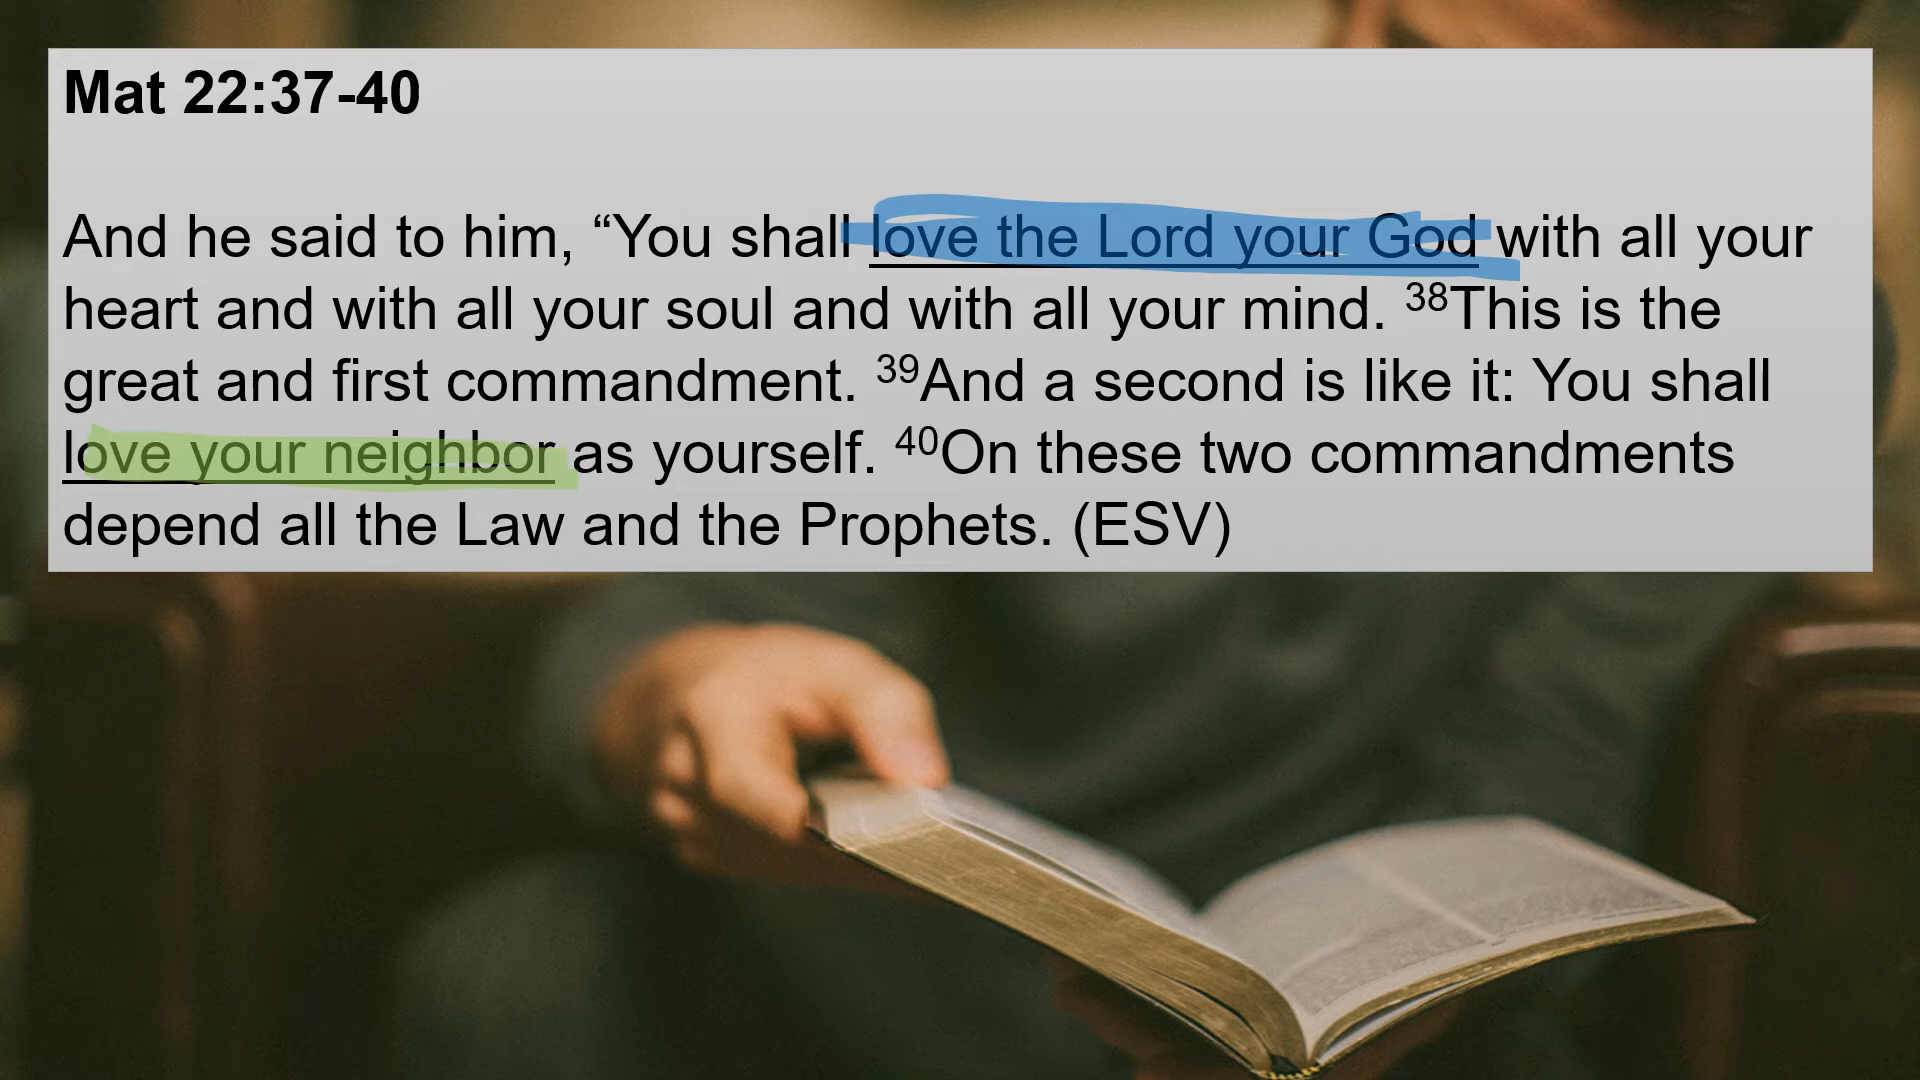 Mat 22:37-40
And he said to him, “You shall love the Lord your God with all your
heart and with all your soul and with all your mind. 38This is the
great and first commandment. 39And a second is like it: You shall
love your neighbor as yourself. 40On these two commandments
depend all the Law and the Prophets. (ESV)